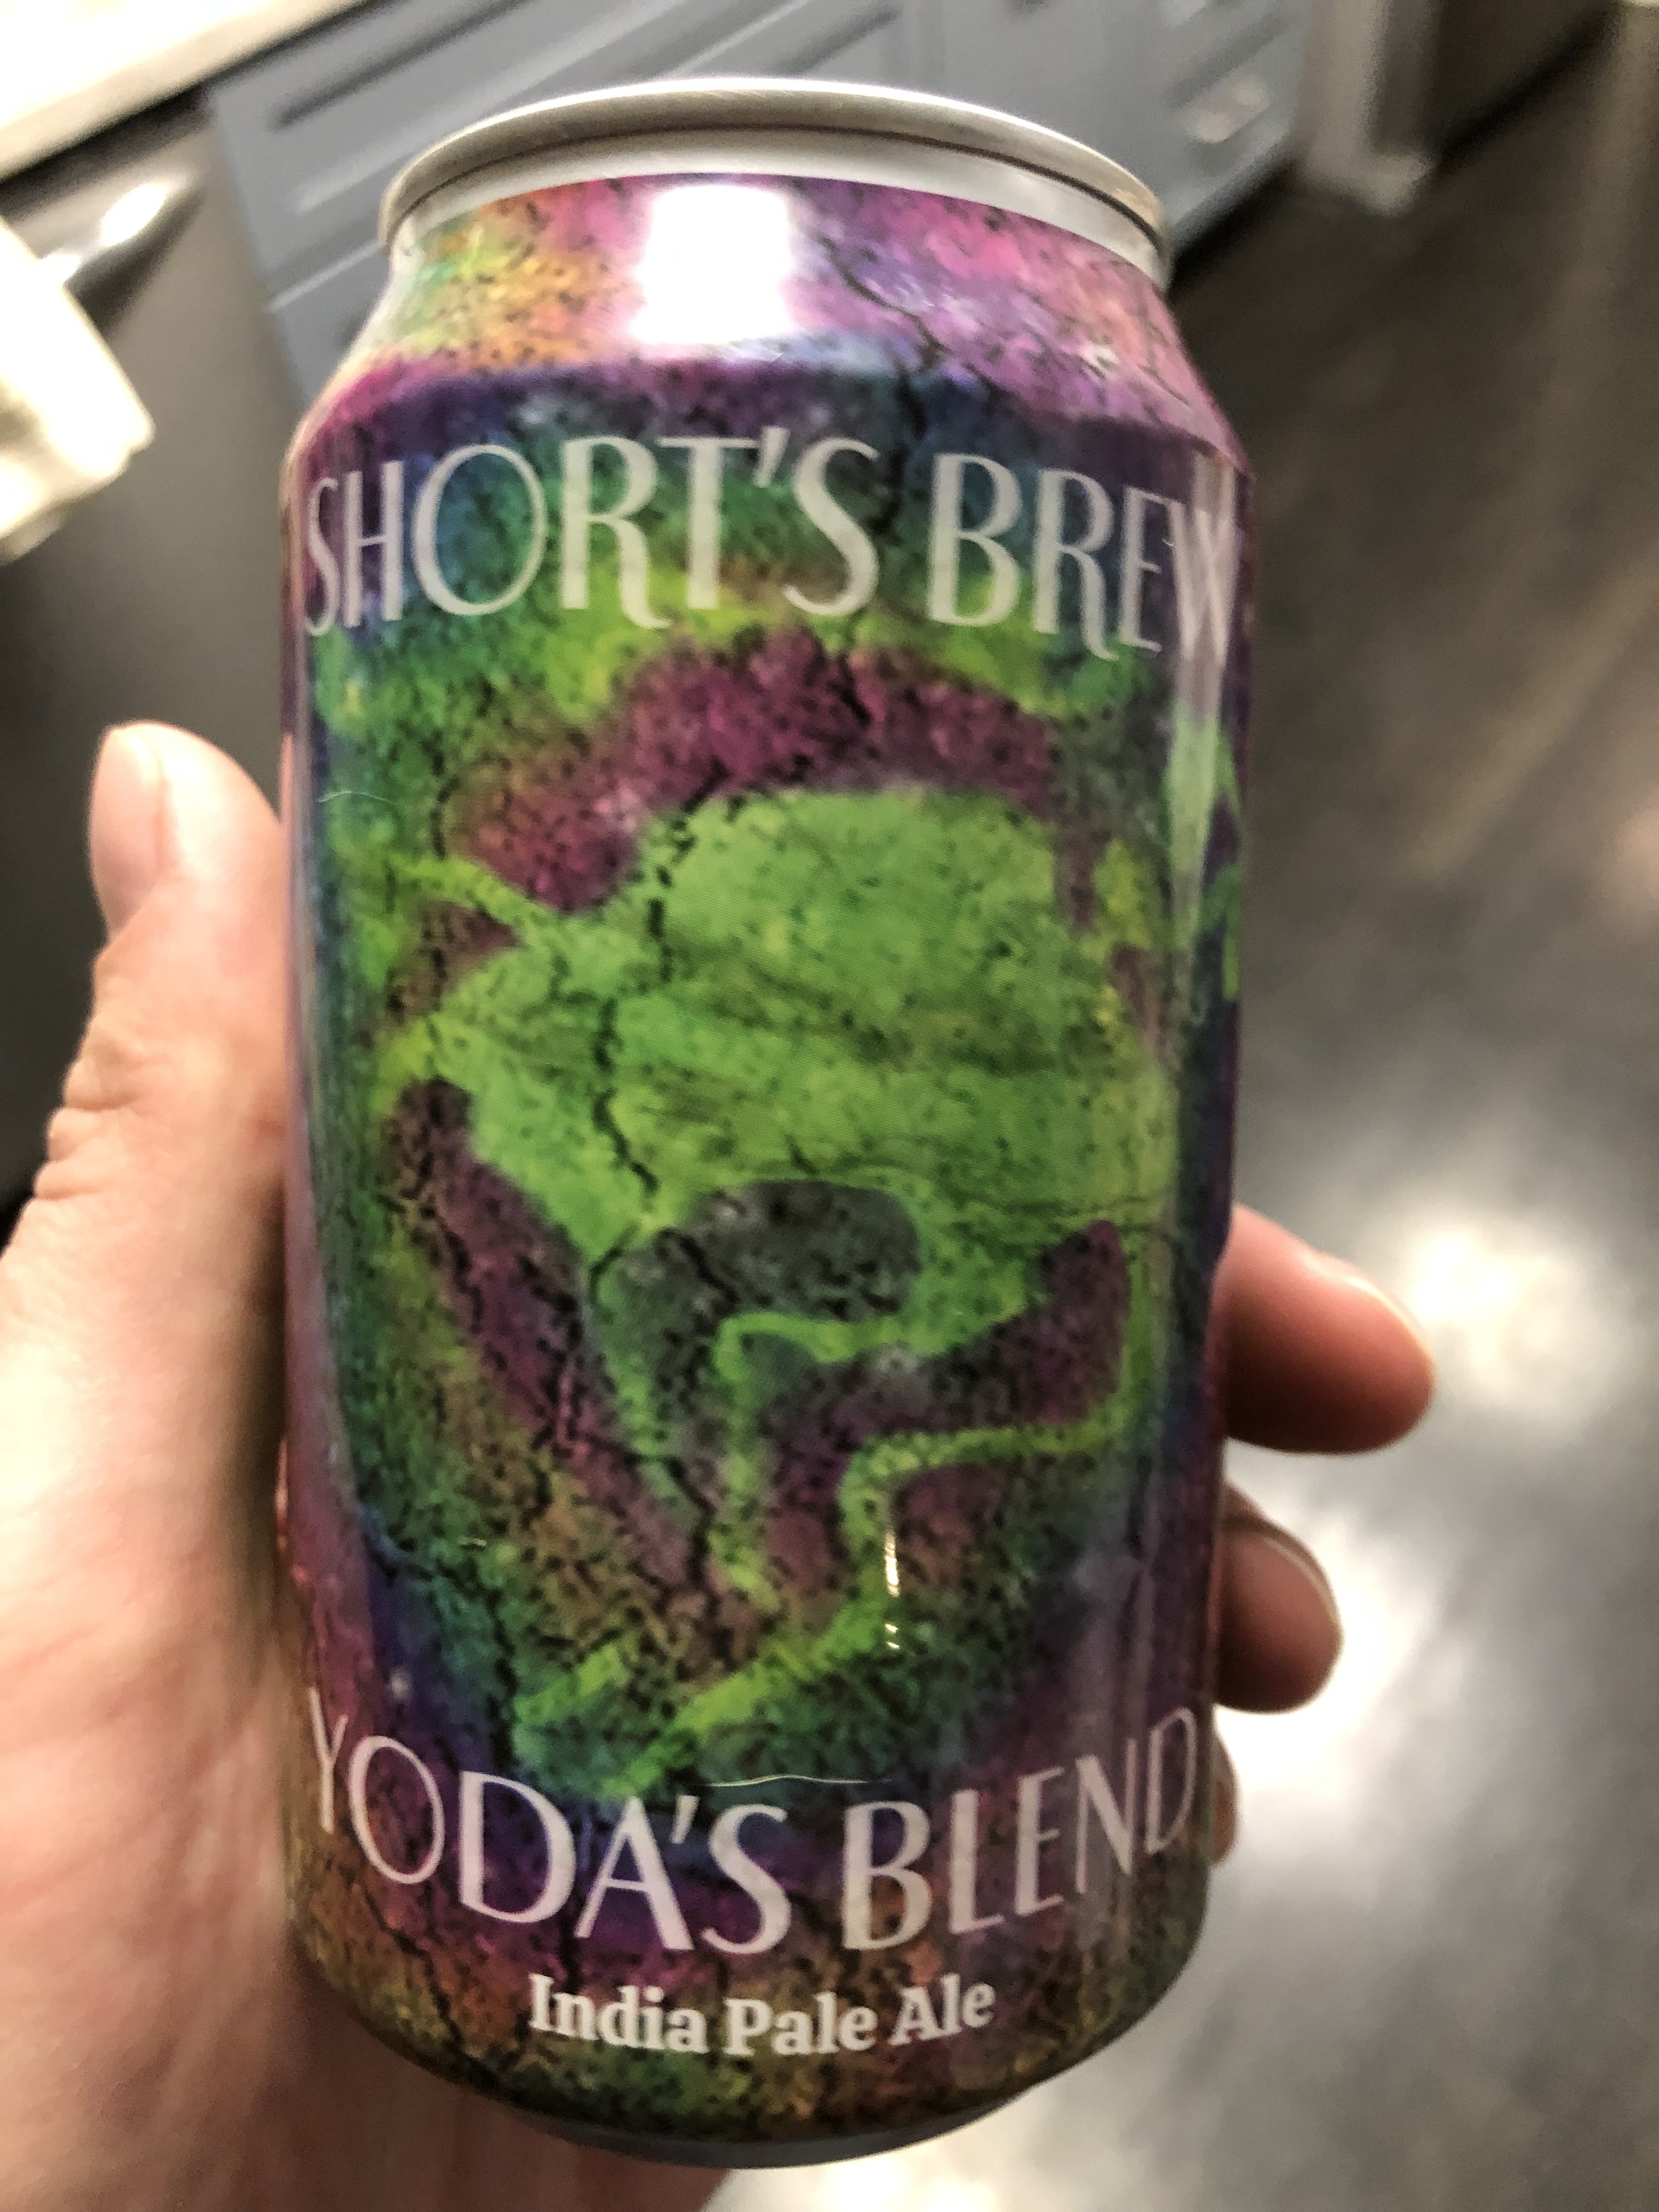 SHORT'S BREW
YODA'S BLEND
India Pale Ale